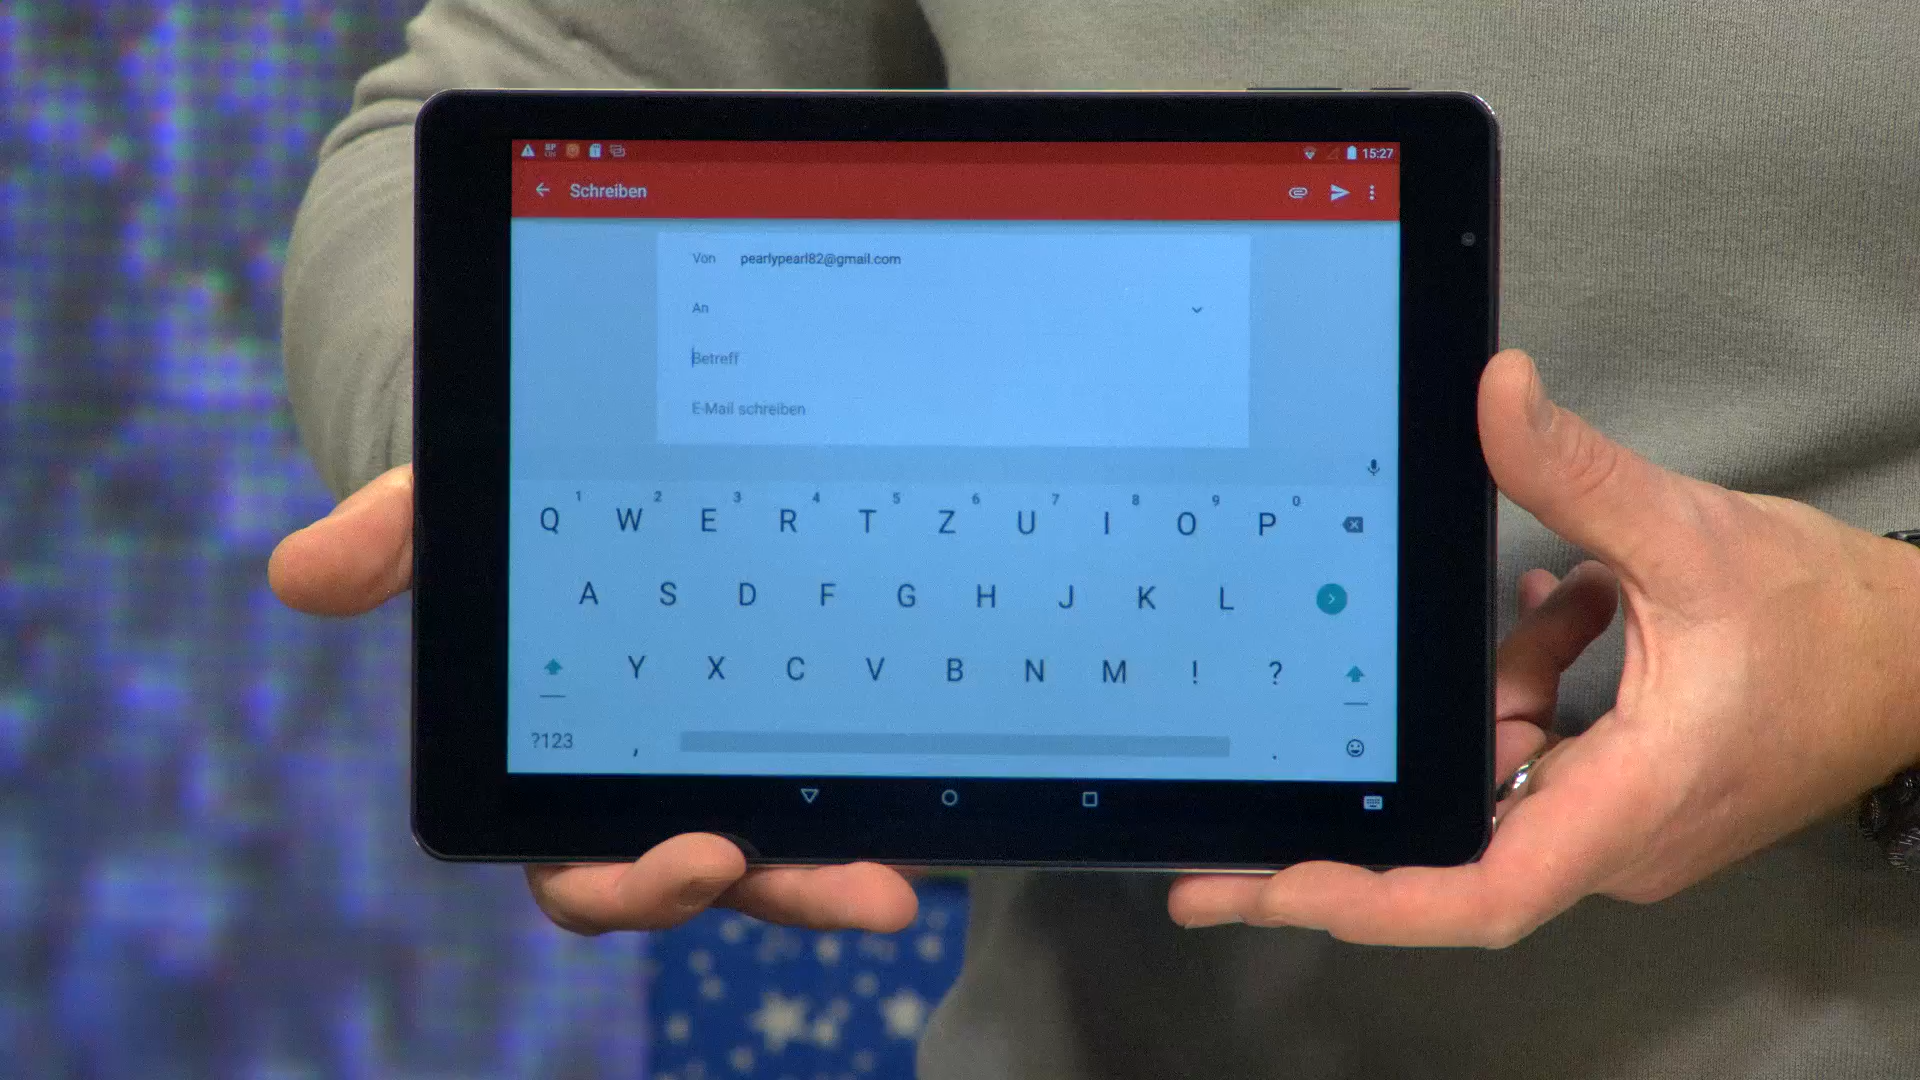 15:27
Schreiben
Von pearlypearl82@gmail.com
An
Betreff
E-Mail schreiben
1 2 3 4 5 6 7 8 9 0
Q W E R T Z U I O P
A S D F G H J K L
Y X C V B N M ! ?
?123 , .